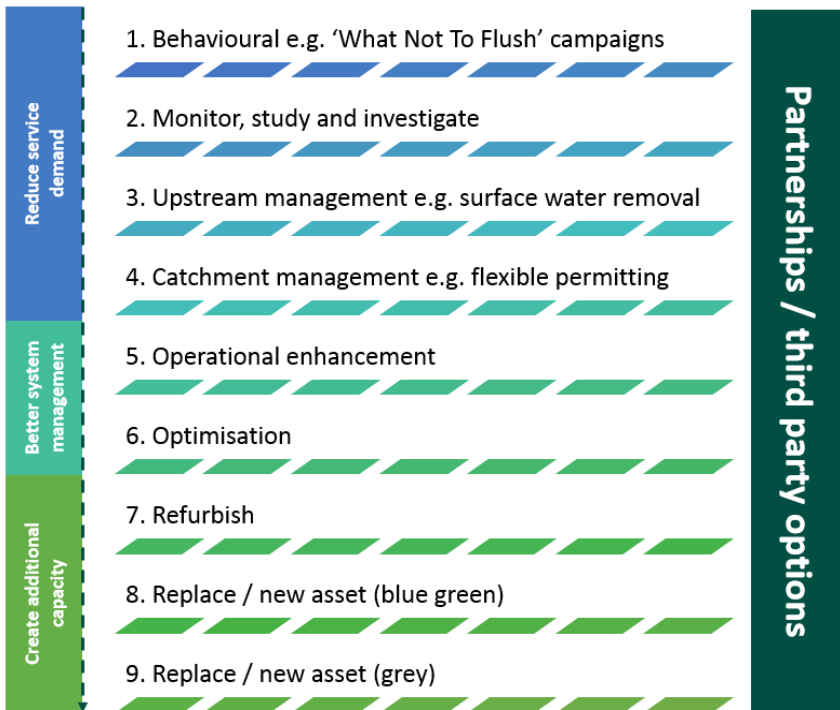 Reduce service
demand
1. Behavioural e.g. ‘What Not To Flush’ campaigns
2. Monitor, study and investigate
3. Upstream management e.g. surface water removal
4. Catchment management e.g. flexible permitting
Better system
management
5. Operational enhancement
6. Optimisation
Create additional
capacity
7. Refurbish
8. Replace / new asset (blue green)
9. Replace / new asset (grey)
Partnerships / third party options